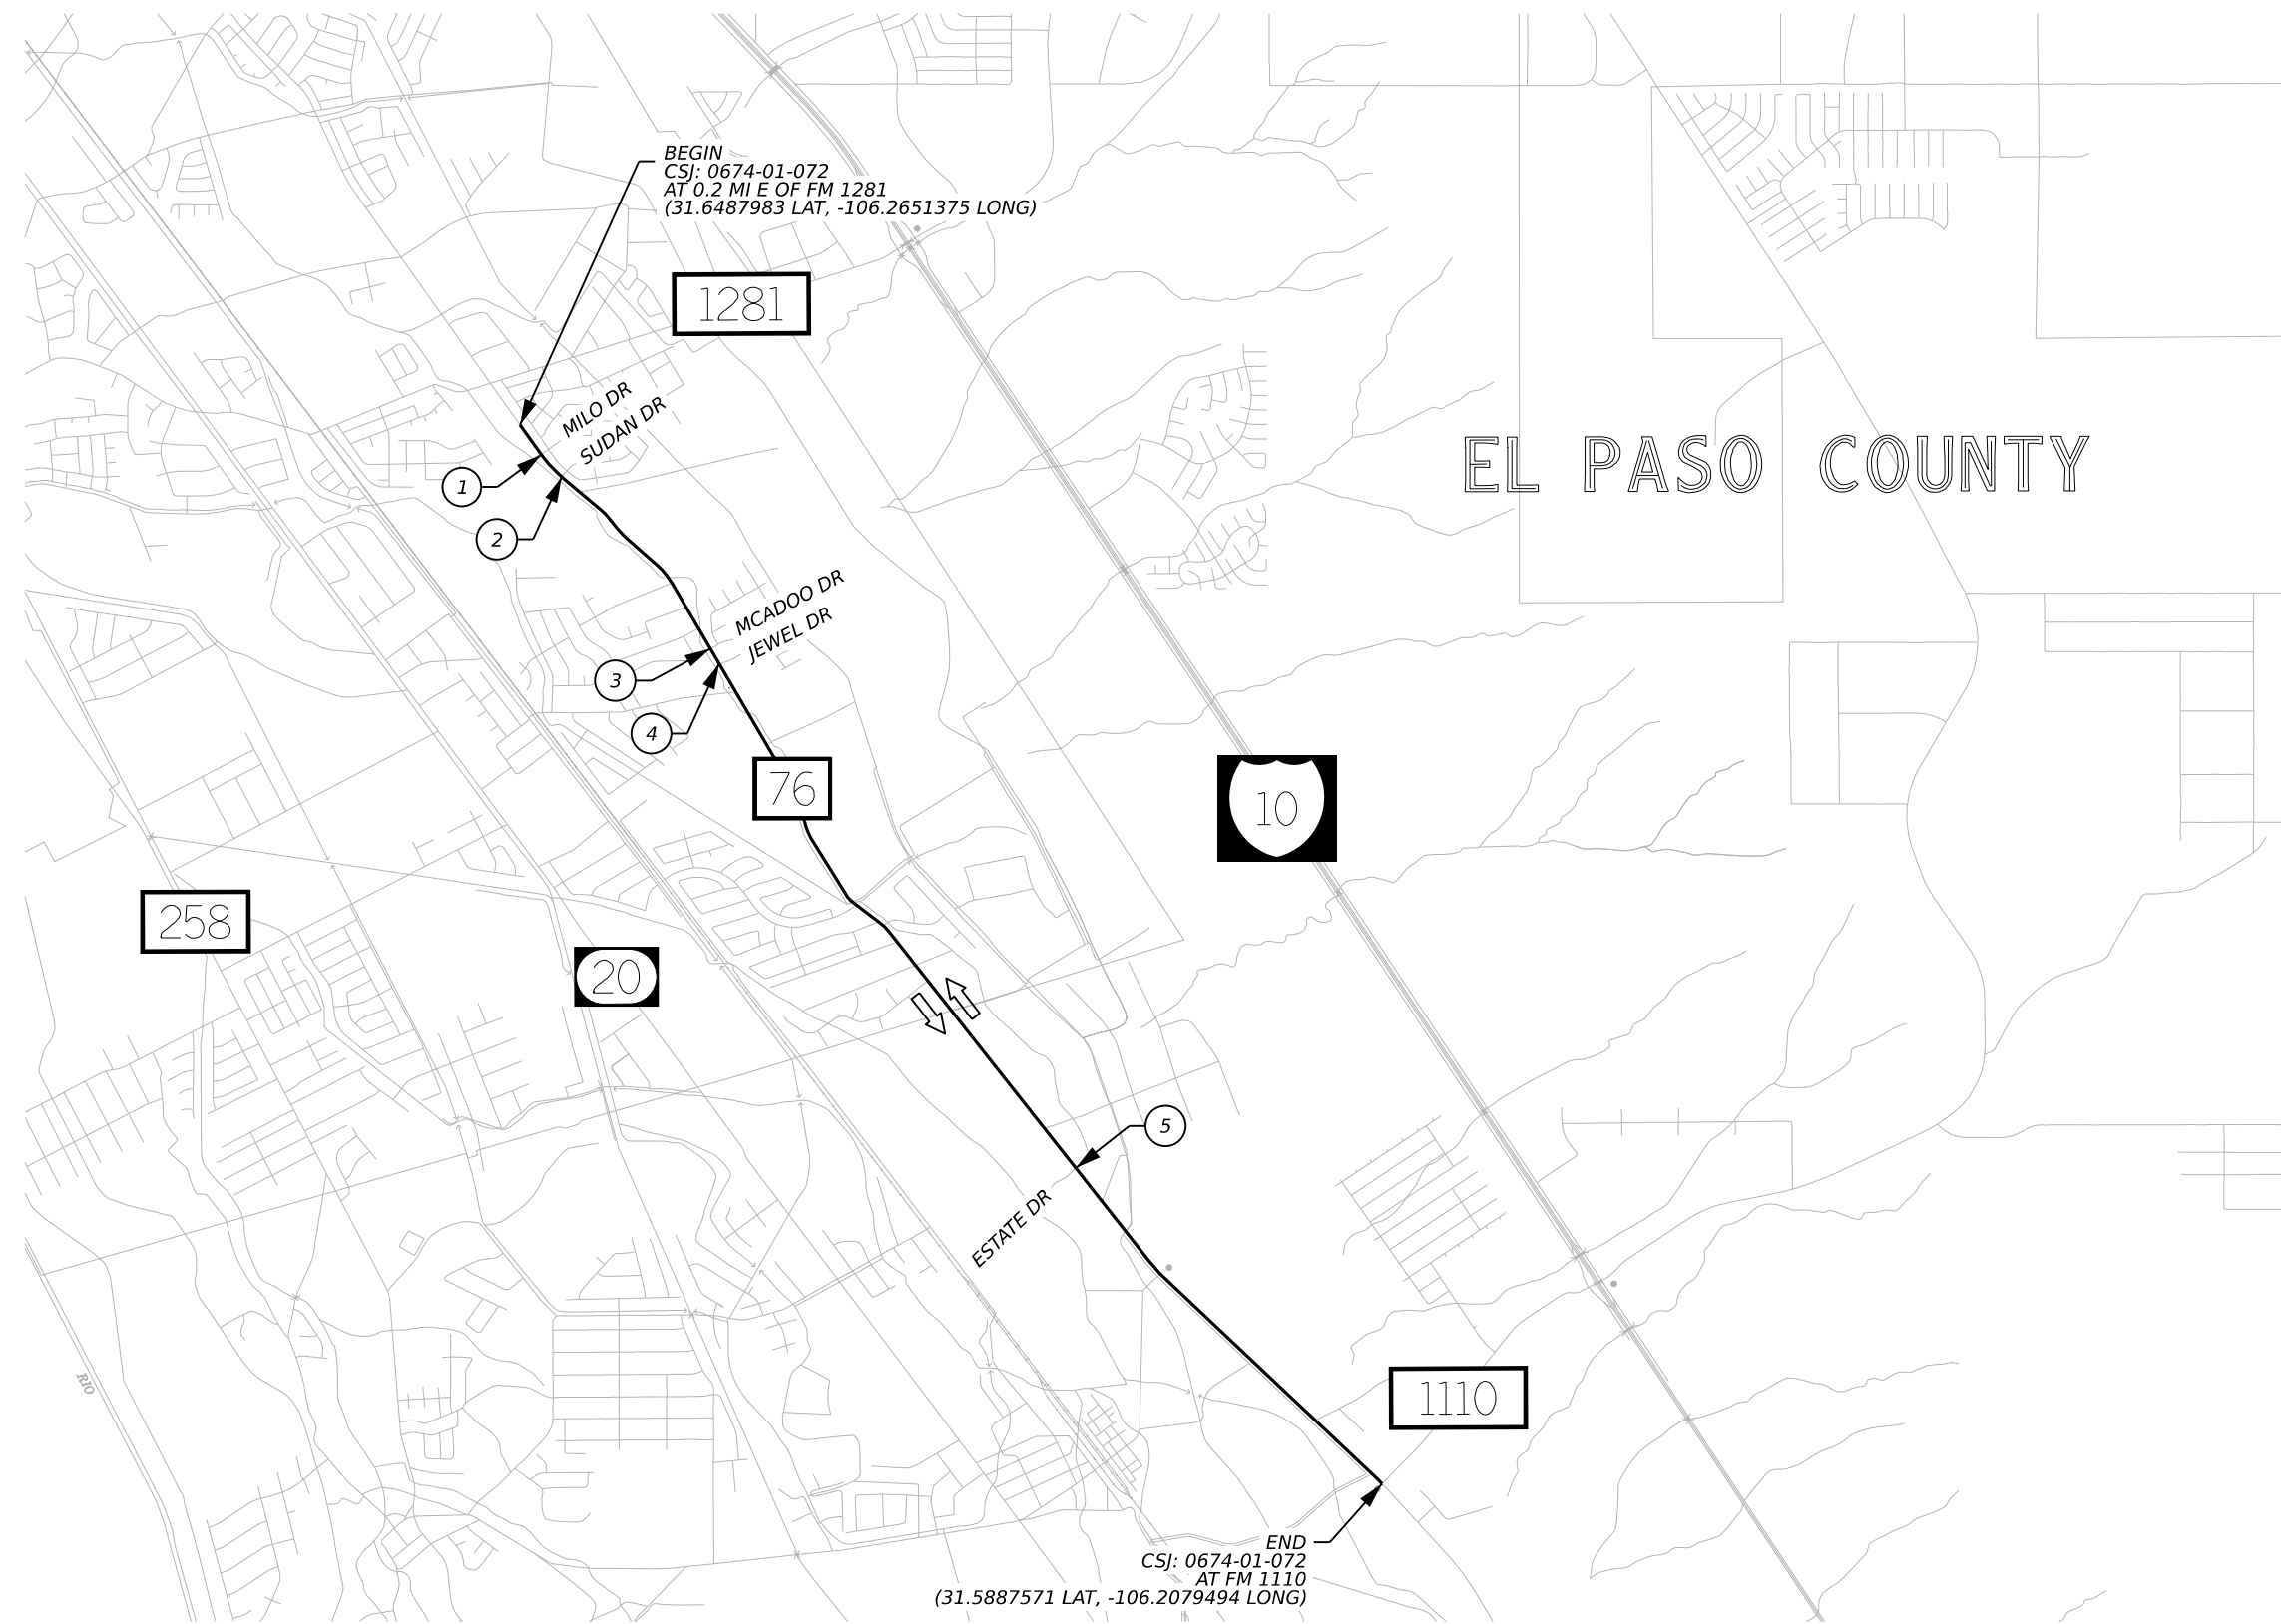 BEGIN
CSJ: 0674-01-072
AT 0.2 MI E OF FM 1281
(31.6487983 LAT, -106.2651375 LONG)
1281
MILO DR
SUDAN DR
EL PASO COUNTY
1
2
MCADOO DR
JEWEL DR
3
4
76
10
258
20
5
ESTATE DR
1110
RIO
END
CSJ: 0674-01-072
AT FM 1110
(31.5887571 LAT, -106.2079494 LONG)